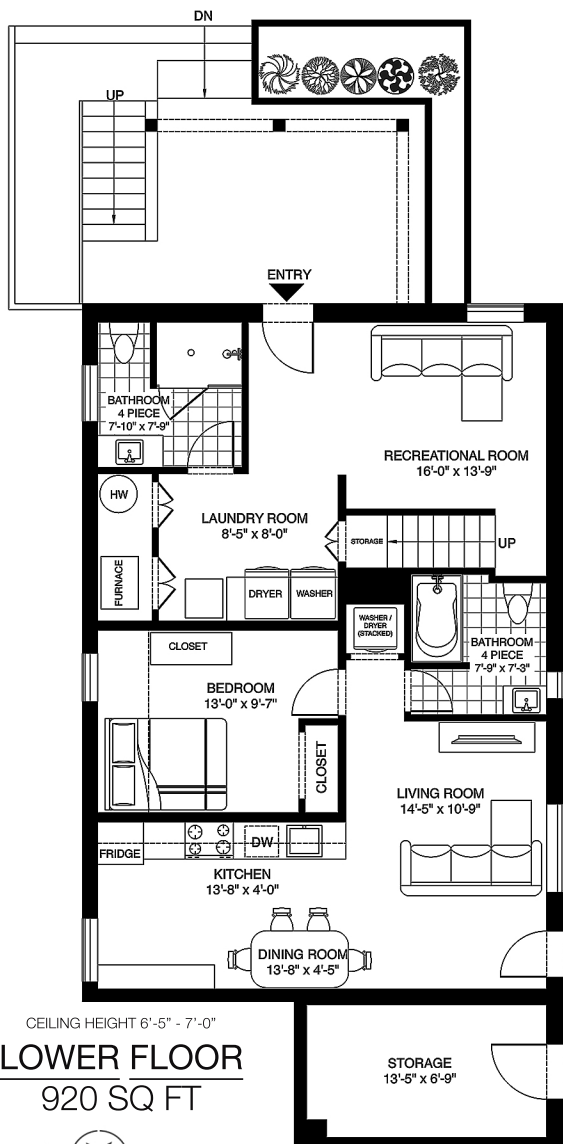 DN
UP
ENTRY
BATHROOM
4 PIECE
7'-10" x 7'-9"
RECREATIONAL ROOM
16'-0" x 13'-9"
HW
LAUNDRY ROOM
8'-5" x 8'-0"
STORAGE
UP
FURNACE
DRYER
WASHER
WASHER /
DRYER
(STACKED)
BATHROOM
4 PIECE
7'-9" x 7'-3"
CLOSET
BEDROOM
13'-0" x 9'-7"
CLOSET
LIVING ROOM
14'-5" x 10'-9"
FRIDGE
DW
KITCHEN
13'-8" x 4'-0"
DINING ROOM
13'-8" x 4'-5"
CEILING HEIGHT 6'-5" - 7'-0"
LOWER FLOOR
920 SQ FT
STORAGE
13'-5" x 6'-9"